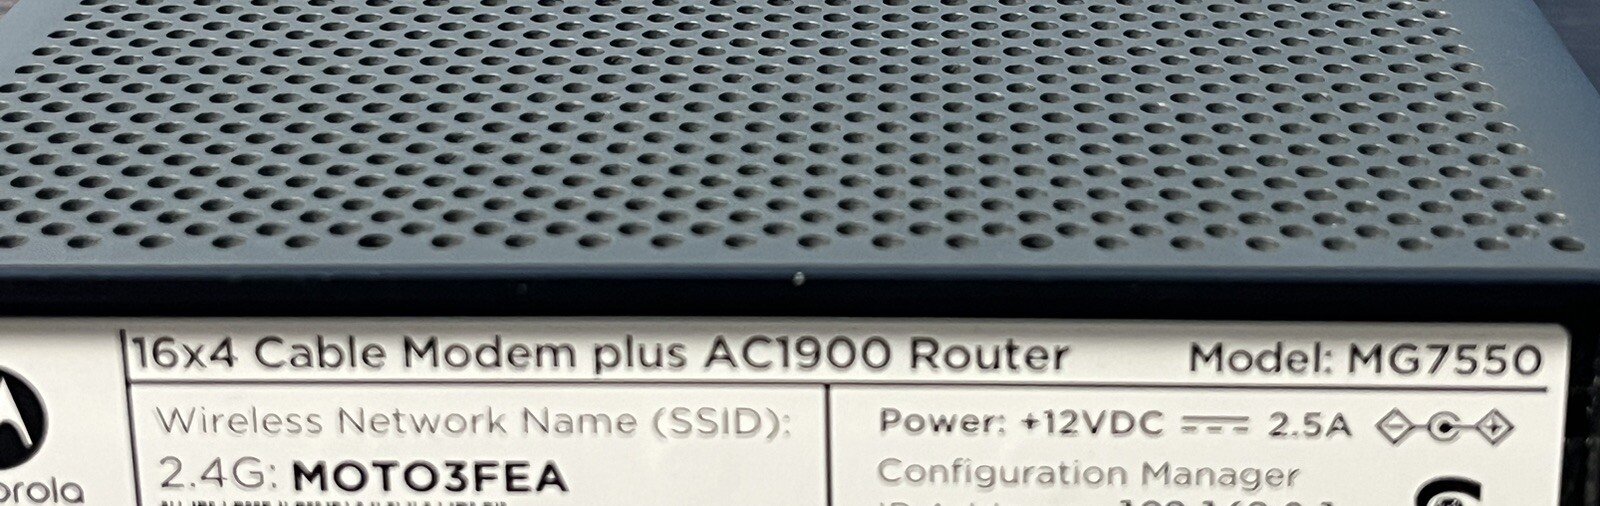 16x4 Cable Modem plus AC1900 Router Model: MG7550
Wireless Network Name (SSID):
2.4G: MOTO3FEA
Power: +12VDC 2.5A
Configuration Manager
orola